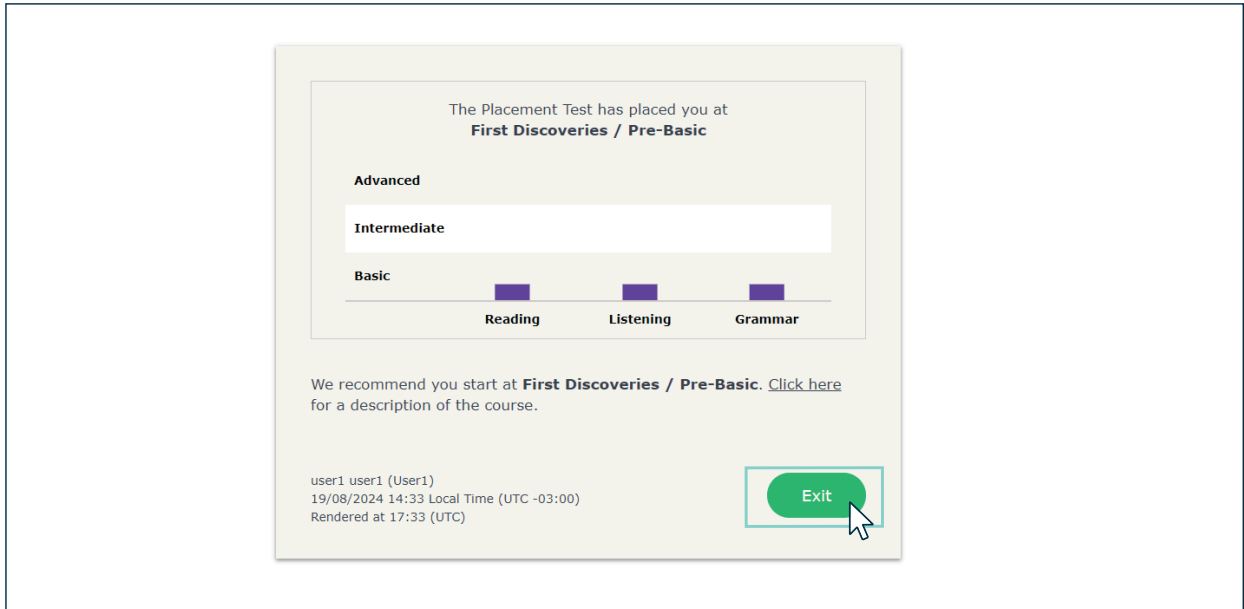 The Placement Test has placed you at
First Discoveries / Pre-Basic
Advanced
Intermediate
Basic
Reading Listening Grammar
We recommend you start at First Discoveries / Pre-Basic. Click here
for a description of the course.
user1 user1 (User1)
19/08/2024 14:33 Local Time (UTC -03:00)
Rendered at 17:33 (UTC)
Exit